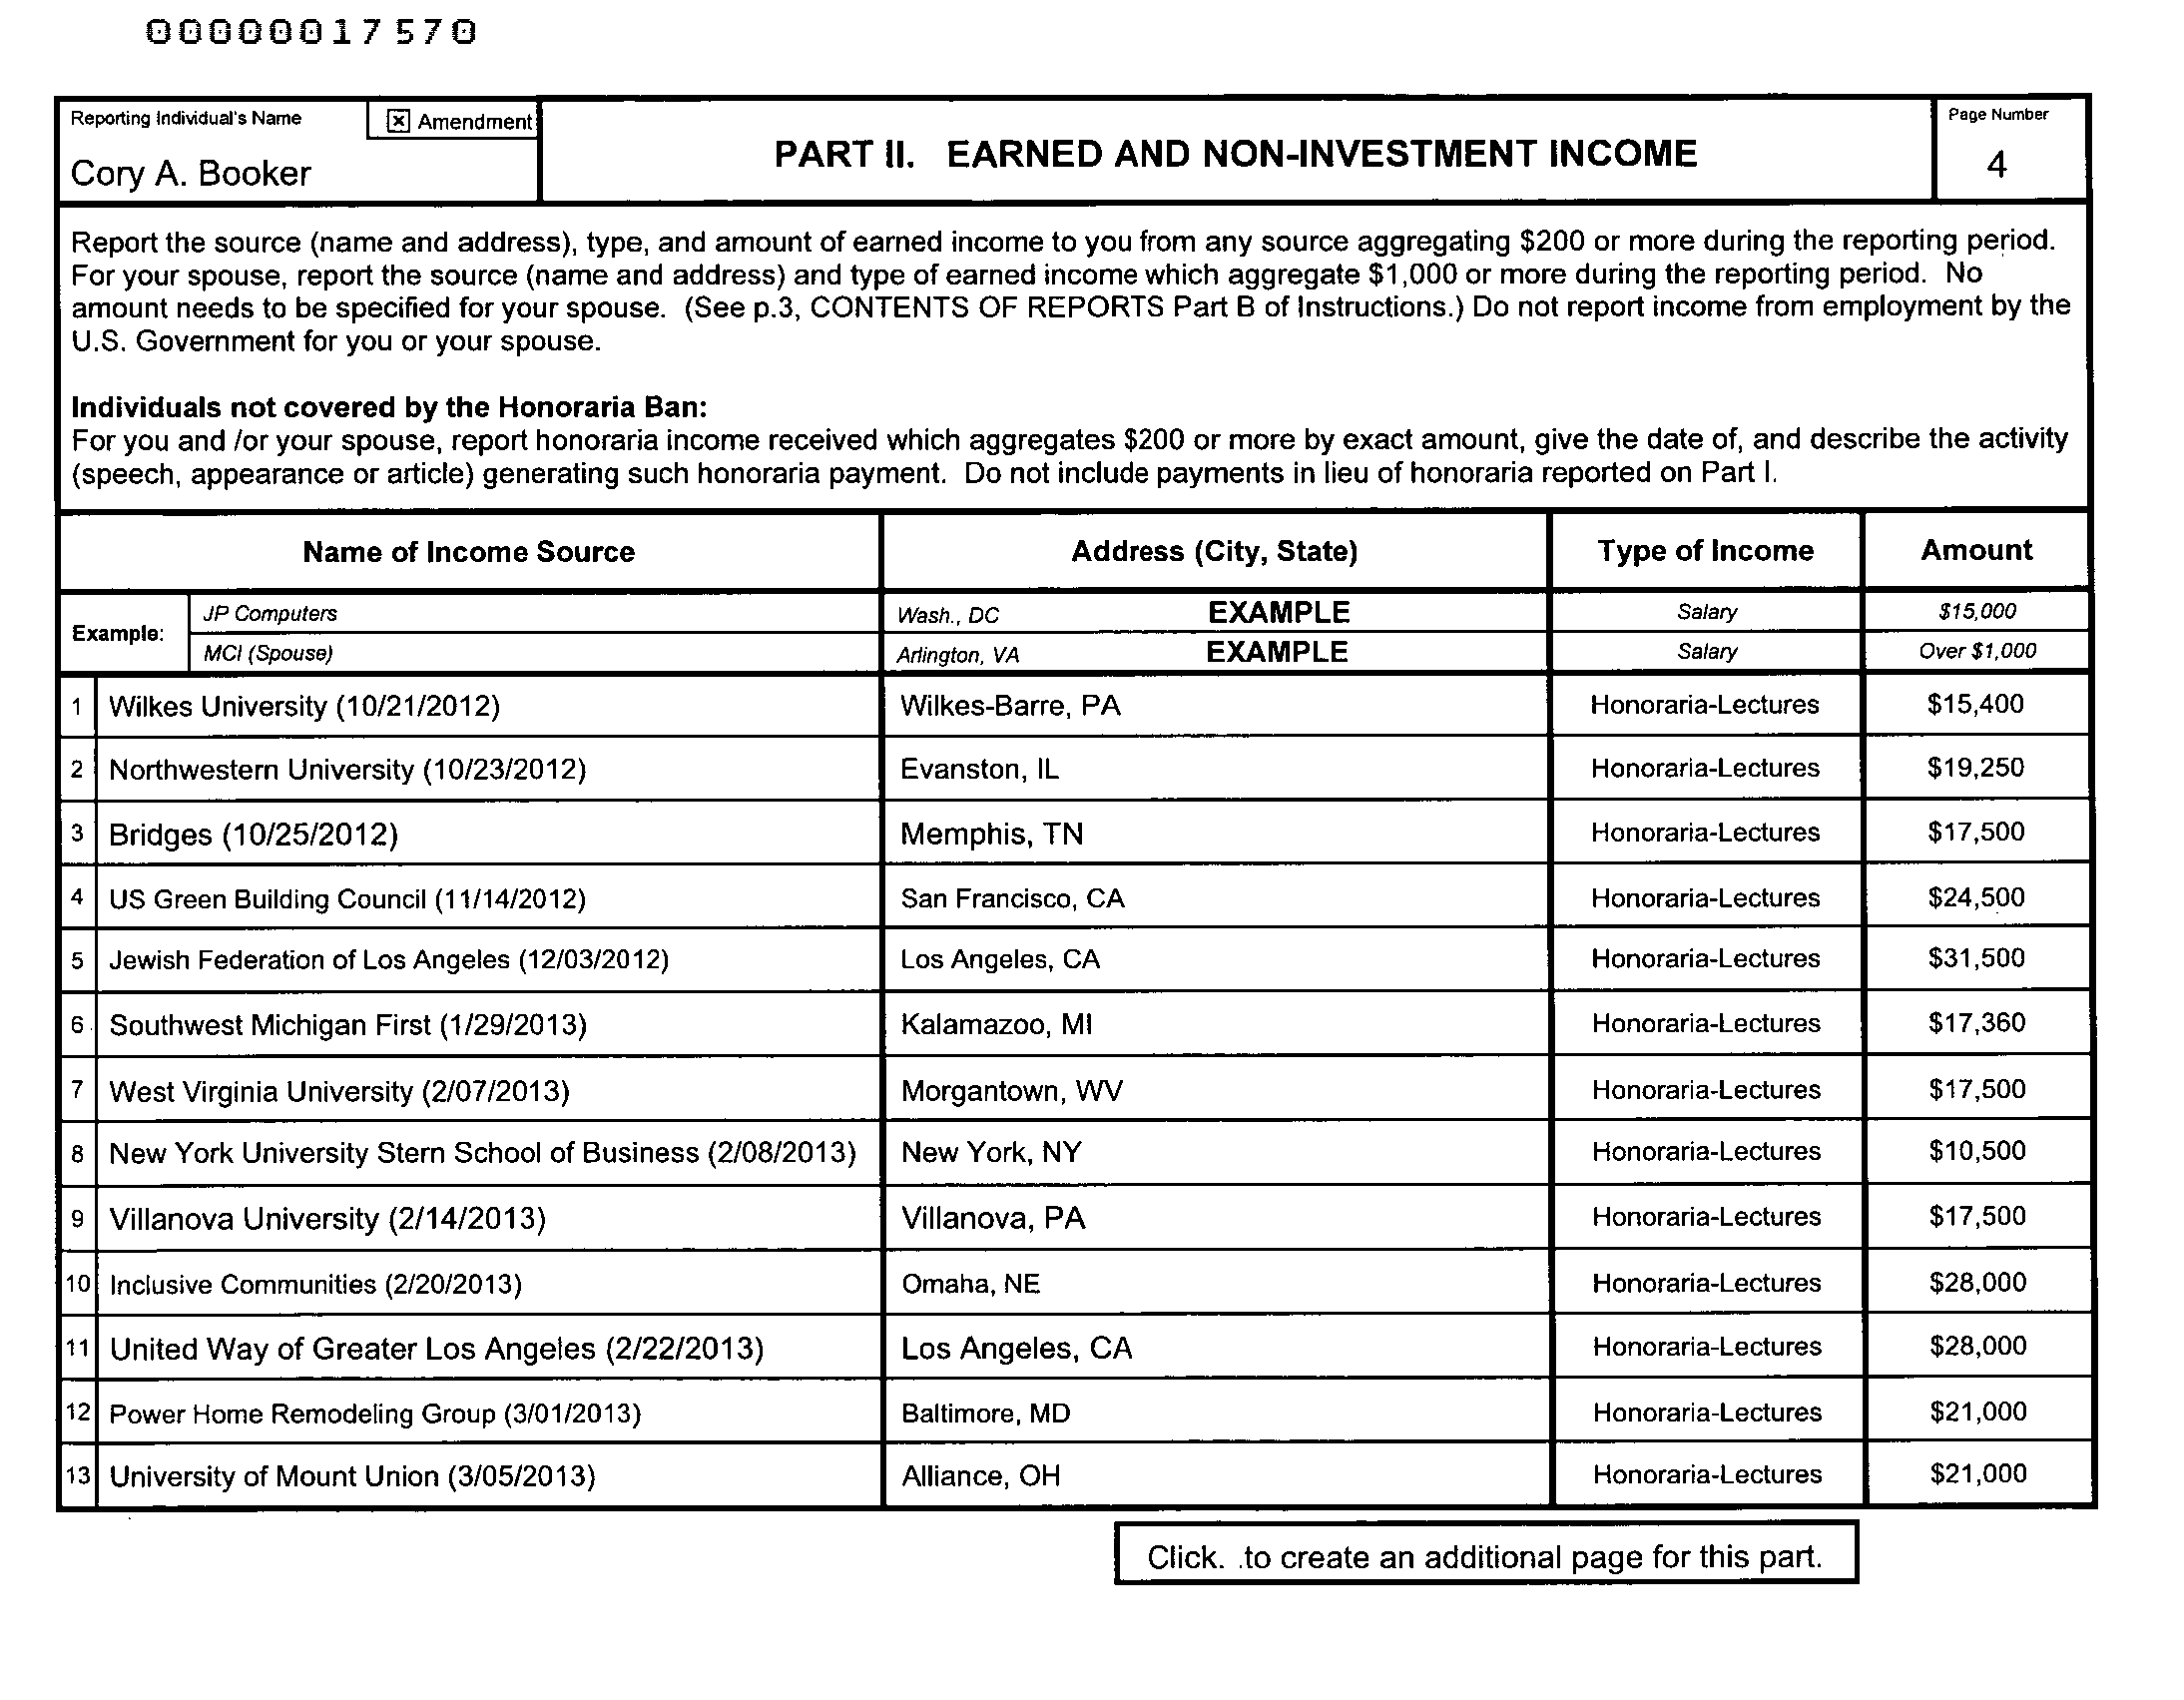 00000017570
Reporting Individual's Name
☒ Amendment
Cory A. Booker
PART II. EARNED AND NON-INVESTMENT INCOME
Page Number
4
Report the source (name and address), type, and amount of earned income to you from any source aggregating $200 or more during the reporting period.
For your spouse, report the source (name and address) and type of earned income which aggregate $1,000 or more during the reporting period. No
amount needs to be specified for your spouse. (See p.3, CONTENTS OF REPORTS Part B of Instructions.) Do not report income from employment by the
U.S. Government for you or your spouse.
Individuals not covered by the Honoraria Ban:
For you and /or your spouse, report honoraria income received which aggregates $200 or more by exact amount, give the date of, and describe the activity
(speech, appearance or article) generating such honoraria payment. Do not include payments in lieu of honoraria reported on Part I.
Name of Income Source Address (City, State) Type of Income Amount
Example:
JP Computers Wash., DC EXAMPLE Salary $15,000
MCI (Spouse) Arlington, VA EXAMPLE Salary Over $1,000
1 Wilkes University (10/21/2012) Wilkes-Barre, PA Honoraria-Lectures $15,400
2 Northwestern University (10/23/2012) Evanston, IL Honoraria-Lectures $19,250
3 Bridges (10/25/2012) Memphis, TN Honoraria-Lectures $17,500
4 US Green Building Council (11/14/2012) San Francisco, CA Honoraria-Lectures $24,500
5 Jewish Federation of Los Angeles (12/03/2012) Los Angeles, CA Honoraria-Lectures $31,500
6 Southwest Michigan First (1/29/2013) Kalamazoo, MI Honoraria-Lectures $17,360
7 West Virginia University (2/07/2013) Morgantown, WV Honoraria-Lectures $17,500
8 New York University Stern School of Business (2/08/2013) New York, NY Honoraria-Lectures $10,500
9 Villanova University (2/14/2013) Villanova, PA Honoraria-Lectures $17,500
10 Inclusive Communities (2/20/2013) Omaha, NE Honoraria-Lectures $28,000
11 United Way of Greater Los Angeles (2/22/2013) Los Angeles, CA Honoraria-Lectures $28,000
12 Power Home Remodeling Group (3/01/2013) Baltimore, MD Honoraria-Lectures $21,000
13 University of Mount Union (3/05/2013) Alliance, OH Honoraria-Lectures $21,000
Click. .to create an additional page for this part.